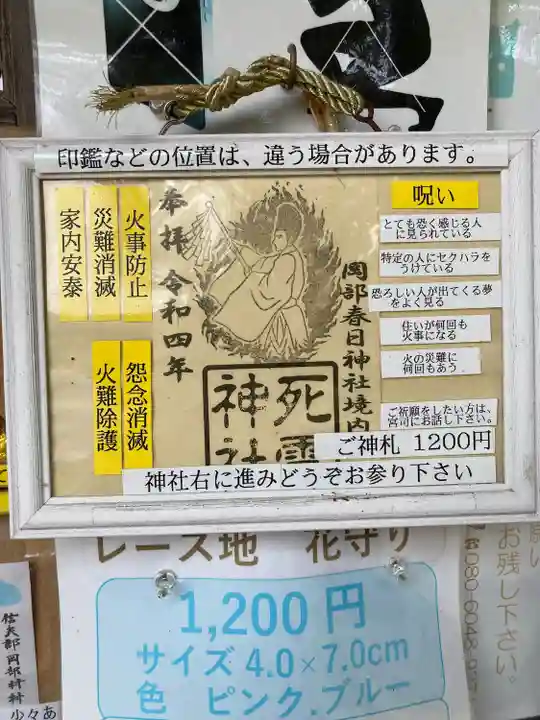 印鑑などの位置は、違う場合があります。
呪い
とても恐く感じる人
に見られている
特定の人にセクハラを
うけている
恐ろしい人が出てくる夢
をよく見る
住いが何回も
火事になる
火の災難に
何回もあう
ご祈願をしたい方は、
宮司にお話し下さい。
岡部春日神社境内
死霊
神社
奉拝 令和四年
火事防止
災難消滅
家内安泰
怨念消滅
火難除護
ご神札 1200円
神社右に進みどうぞお参り下さい
レース地 花守り
1,200円
サイズ 4.0×7.0cm
色 ピンク.ブルー
お残し下さい。
信夫郡岡部村
少々あ